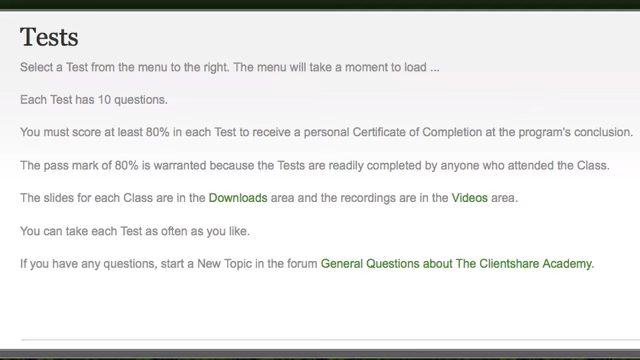 Tests
Select a Test from the menu to the right. The menu will take a moment to load ...
Each Test has 10 questions.
You must score at least 80% in each Test to receive a personal Certificate of Completion at the program's conclusion.
The pass mark of 80% is warranted because the Tests are readily completed by anyone who attended the Class.
The slides for each Class are in the Downloads area and the recordings are in the Videos area.
You can take each Test as often as you like.
If you have any questions, start a New Topic in the forum General Questions about The Clientshare Academy.